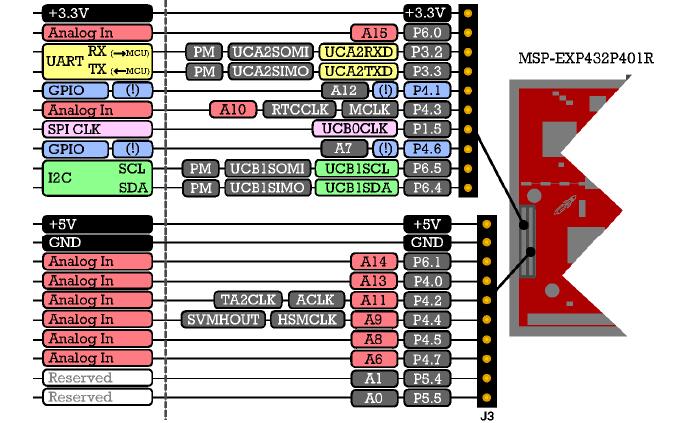 +3.3V +3.3V
Analog In A15 P6.0
UART RX (→MCU) PM UCA2SOMI UCA2RXD P3.2
TX (←MCU) PM UCA2SIMO UCA2TXD P3.3
GPIO (!) A12 (!) P4.1
Analog In A10 RTCCLK MCLK P4.3
SPI CLK UCB0CLK P1.5
GPIO (!) A7 (!) P4.6
I2C SCL PM UCB1SOMI UCB1SCL P6.5
SDA PM UCB1SIMO UCB1SDA P6.4
MSP-EXP432P401R
+5V +5V
GND GND
Analog In A14 P6.1
Analog In A13 P4.0
Analog In TA2CLK ACLK A11 P4.2
Analog In SVMHOUT HSMCLK A9 P4.4
Analog In A8 P4.5
Analog In A6 P4.7
Reserved A1 P5.4
Reserved A0 P5.5
J3